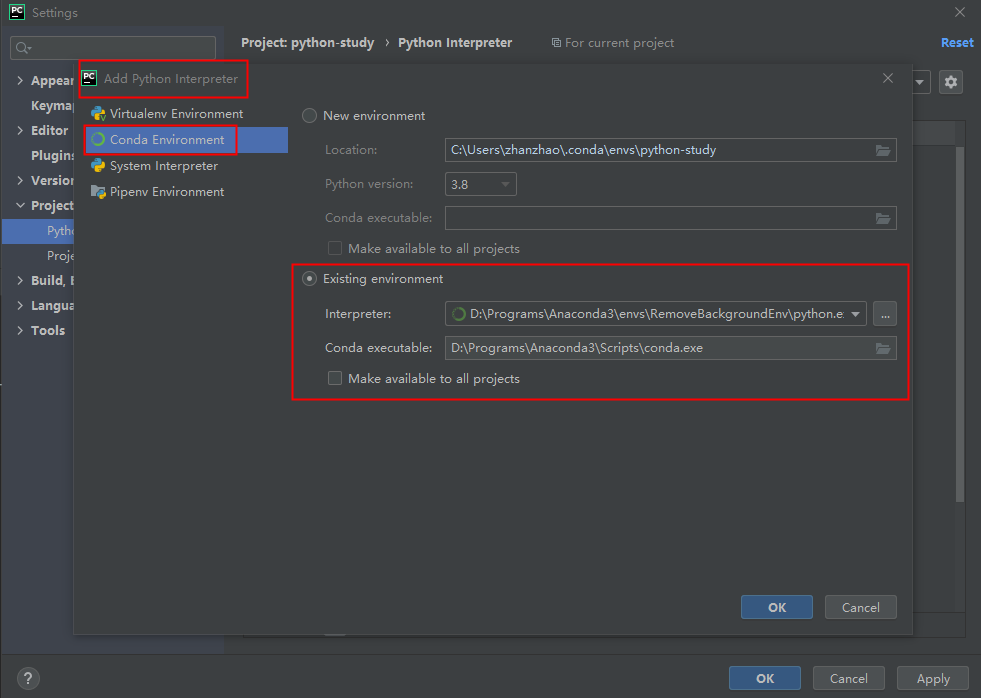 PC Settings
Project: python-study › Python Interpreter For current project Reset
Appear
Keymap
Editor
Plugins
Version
Project
Pytho
Proje
Build, E
Langua
Tools
PC Add Python Interpreter
Virtualenv Environment
Conda Environment
System Interpreter
Pipenv Environment
New environment
Location: C:\Users\zhanzhao\.conda\envs\python-study
Python version: 3.8
Conda executable:
Make available to all projects
Existing environment
Interpreter: D:\Programs\Anaconda3\envs\RemoveBackgroundEnv\python.e: ...
Conda executable: D:\Programs\Anaconda3\Scripts\conda.exe
Make available to all projects
OK Cancel
? OK Cancel Apply